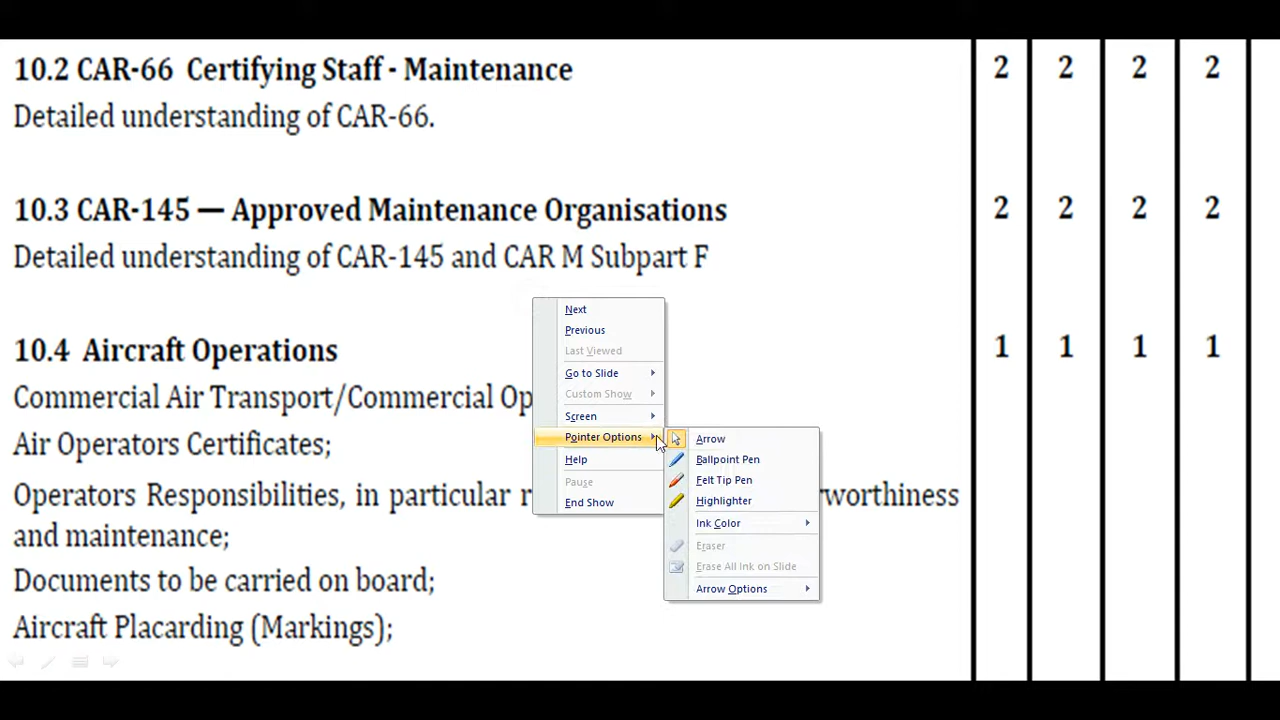 10.2 CAR-66 Certifying Staff - Maintenance 2 2 2 2
Detailed understanding of CAR-66.
10.3 CAR-145 — Approved Maintenance Organisations 2 2 2 2
Detailed understanding of CAR-145 and CAR M Subpart F
Next
Previous
Last Viewed
Go to Slide
Custom Show
Screen
Pointer Options
Help
Pause
End Show
Arrow
Ballpoint Pen
Felt Tip Pen
Highlighter
Ink Color
Eraser
Erase All Ink on Slide
Arrow Options
10.4 Aircraft Operations 1 1 1 1
Commercial Air Transport/Commercial Op
Air Operators Certificates;
Operators Responsibilities, in particular r rworthiness
and maintenance;
Documents to be carried on board;
Aircraft Placarding (Markings);